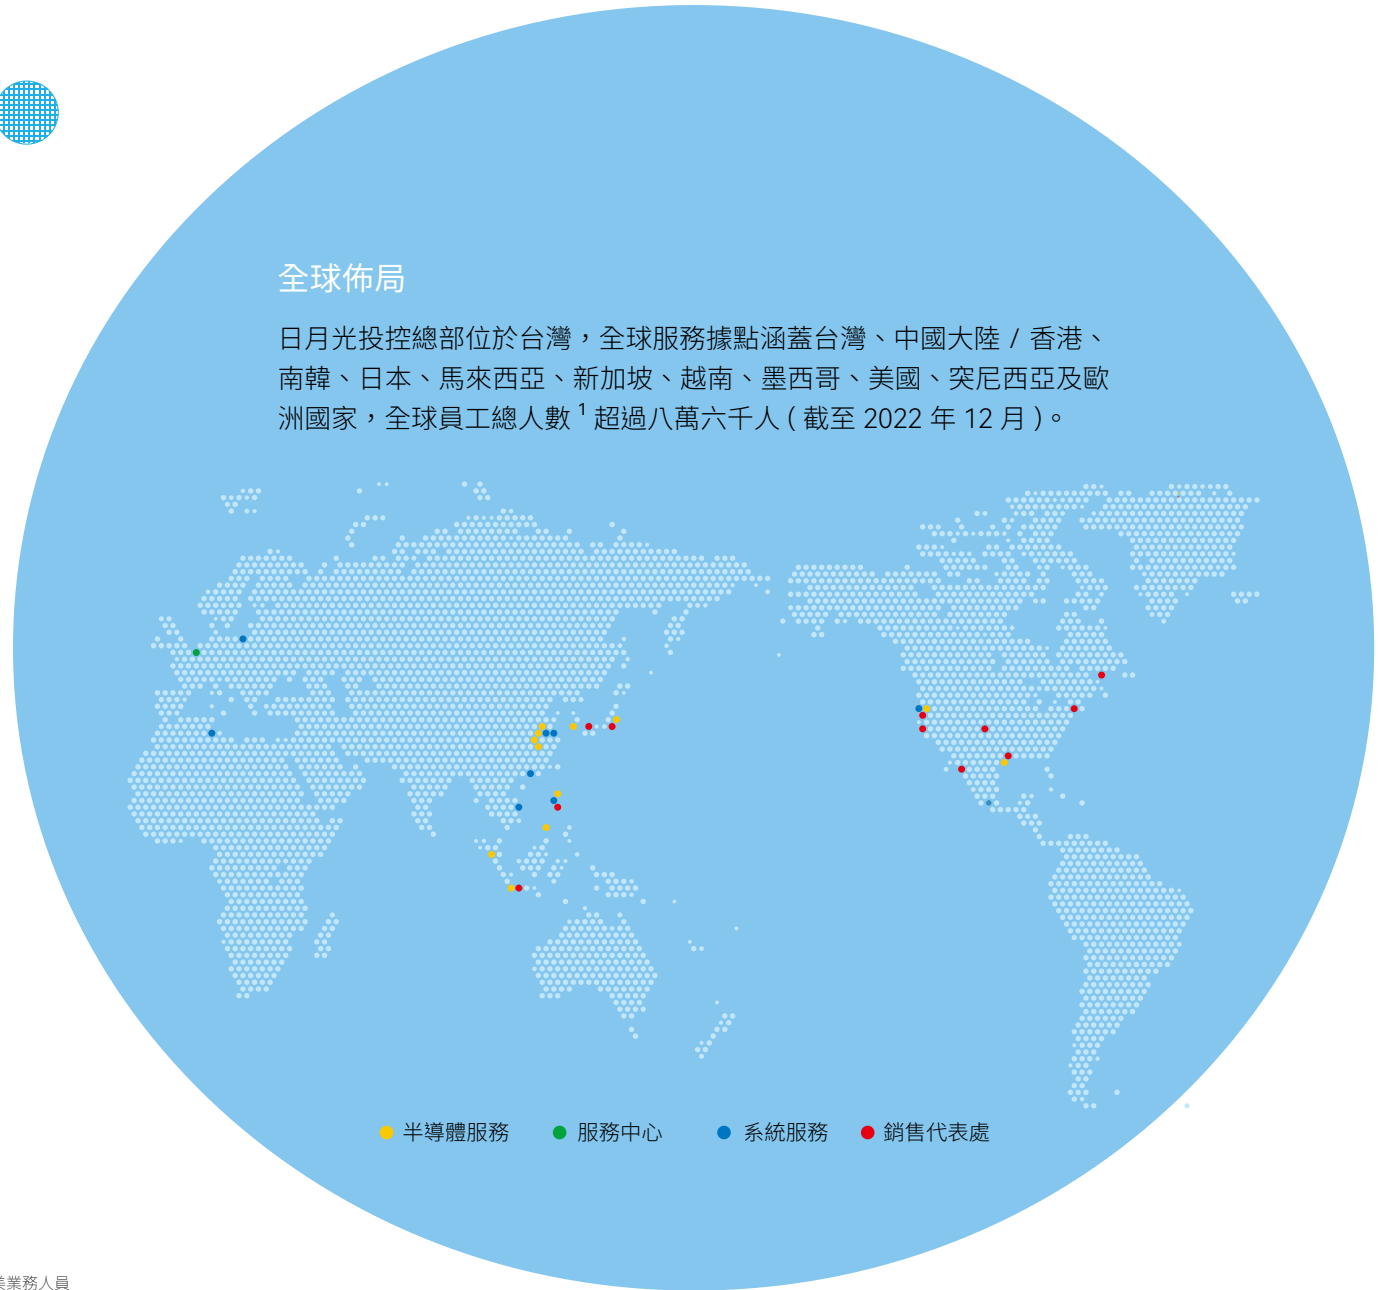 全球佈局
日月光投控總部位於台灣，全球服務據點涵蓋台灣、中國大陸 / 香港、
南韓、日本、馬來西亞、新加坡、越南、墨西哥、美國、突尼西亞及歐
洲國家，全球員工總人數 ¹ 超過八萬六千人 ( 截至 2022 年 12 月 )。
半導體服務 服務中心 系統服務 銷售代表處
業務人員